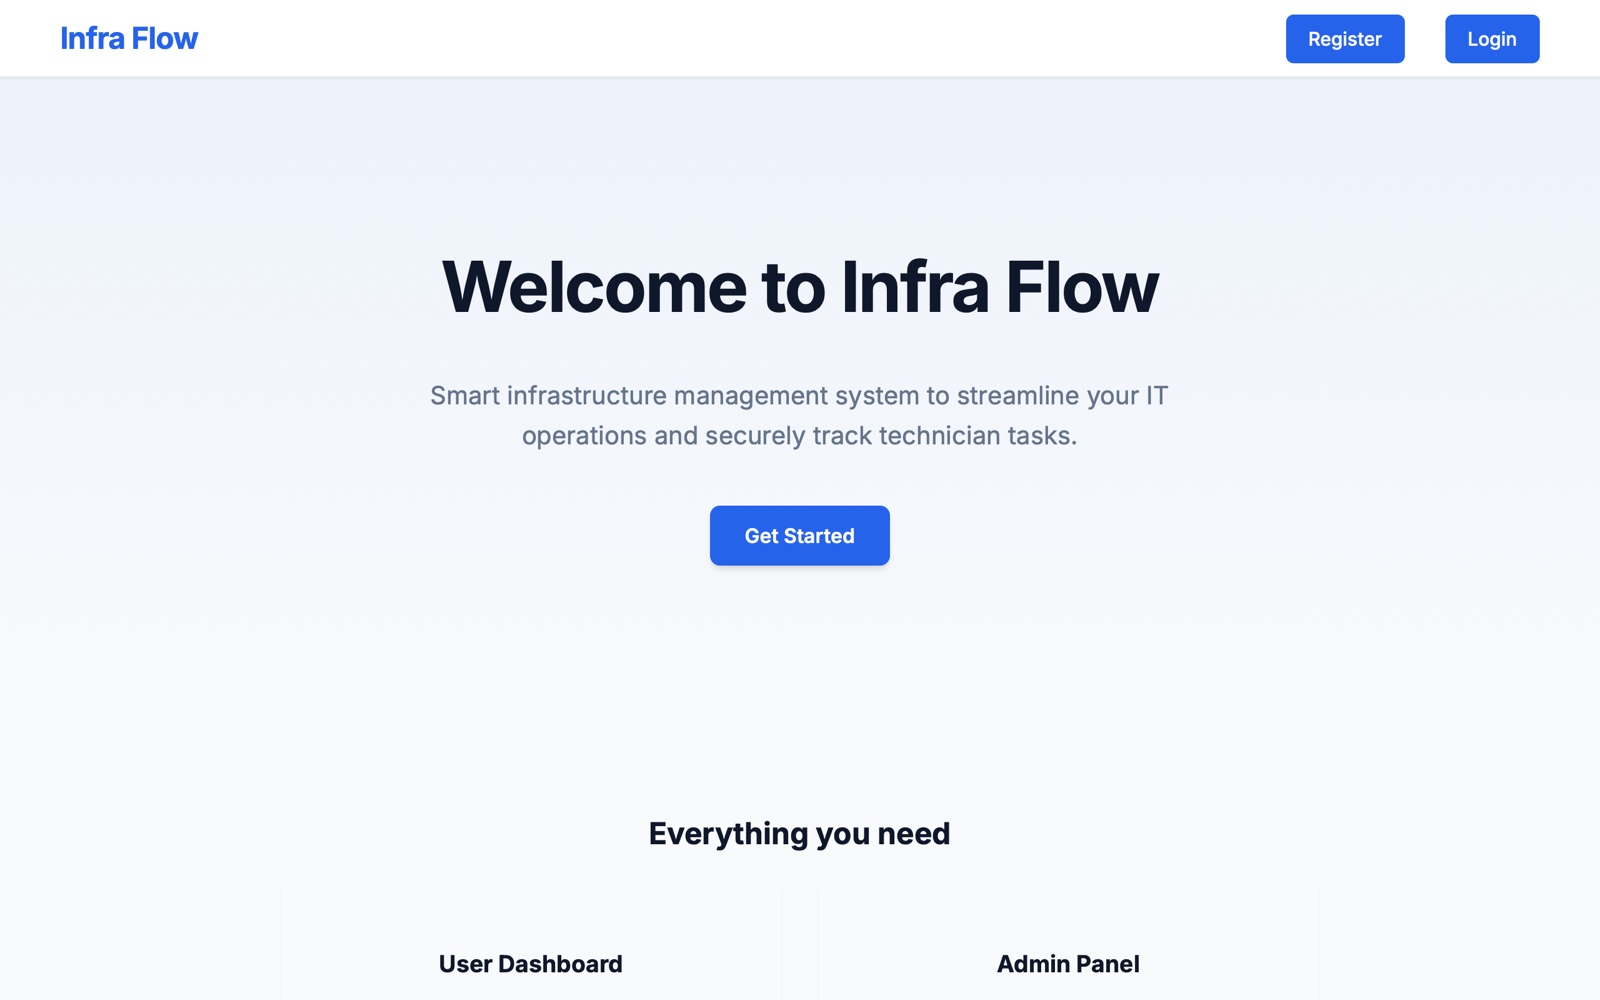 Infra Flow
Register
Login
Welcome to Infra Flow
Smart infrastructure management system to streamline your IT
operations and securely track technician tasks.
Get Started
Everything you need
User Dashboard
Admin Panel